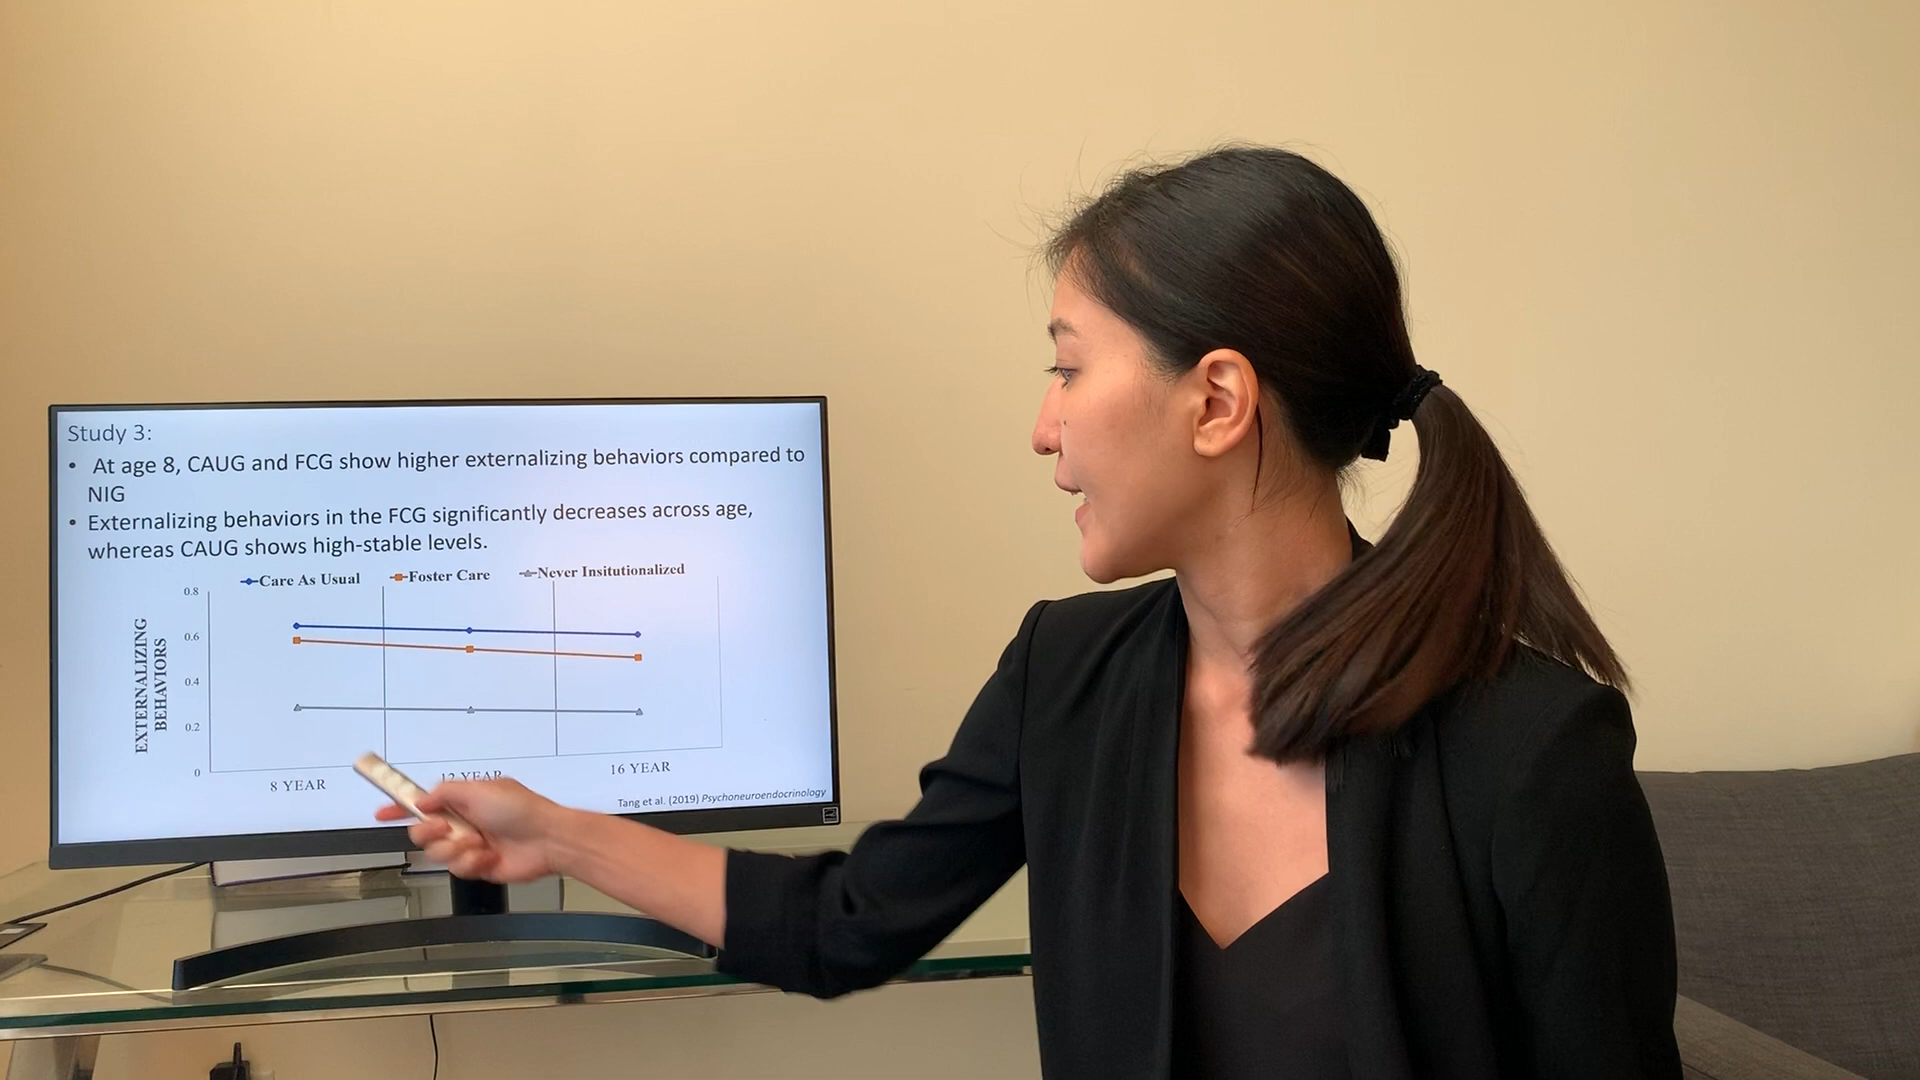 Study 3:
• At age 8, CAUG and FCG show higher externalizing behaviors compared to
NIG
• Externalizing behaviors in the FCG significantly decreases across age,
whereas CAUG shows high-stable levels.
Care As Usual Foster Care Never Insitutionalized
EXTERNALIZING
BEHAVIORS
0.8
0.6
0.4
0.2
0
8 YEAR 12 YEAR 16 YEAR
Tang et al. (2019) Psychoneuroendocrinology